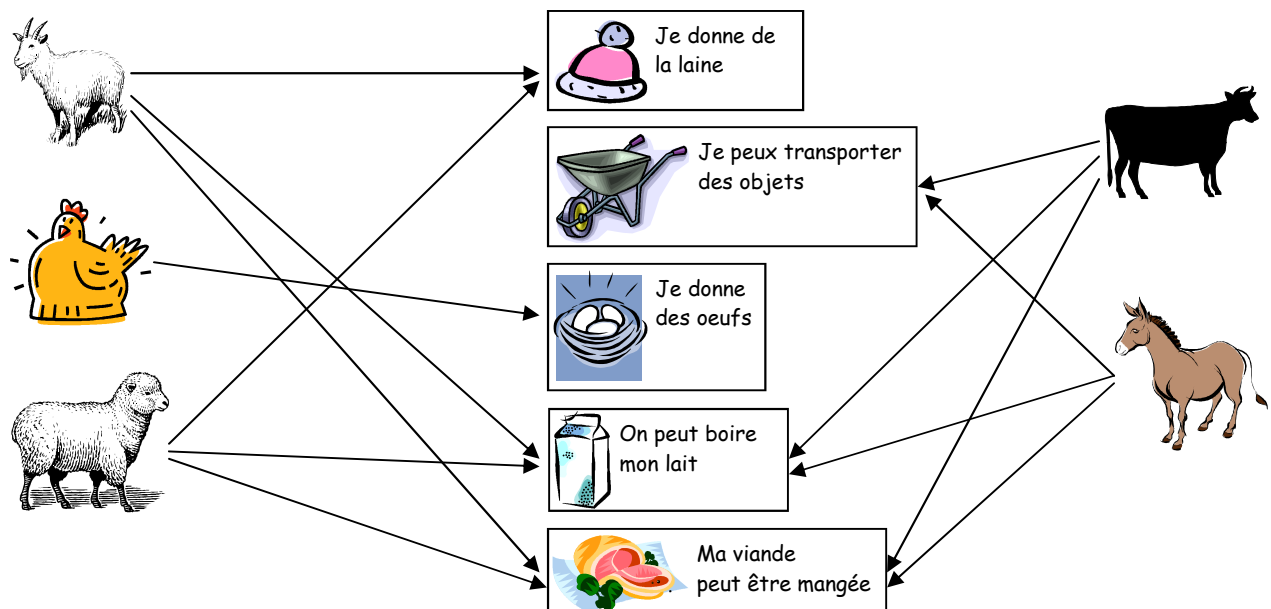 Je donne de
la laine
Je peux transporter
des objets
Je donne
des oeufs
On peut boire
mon lait
Ma viande
peut être mangée